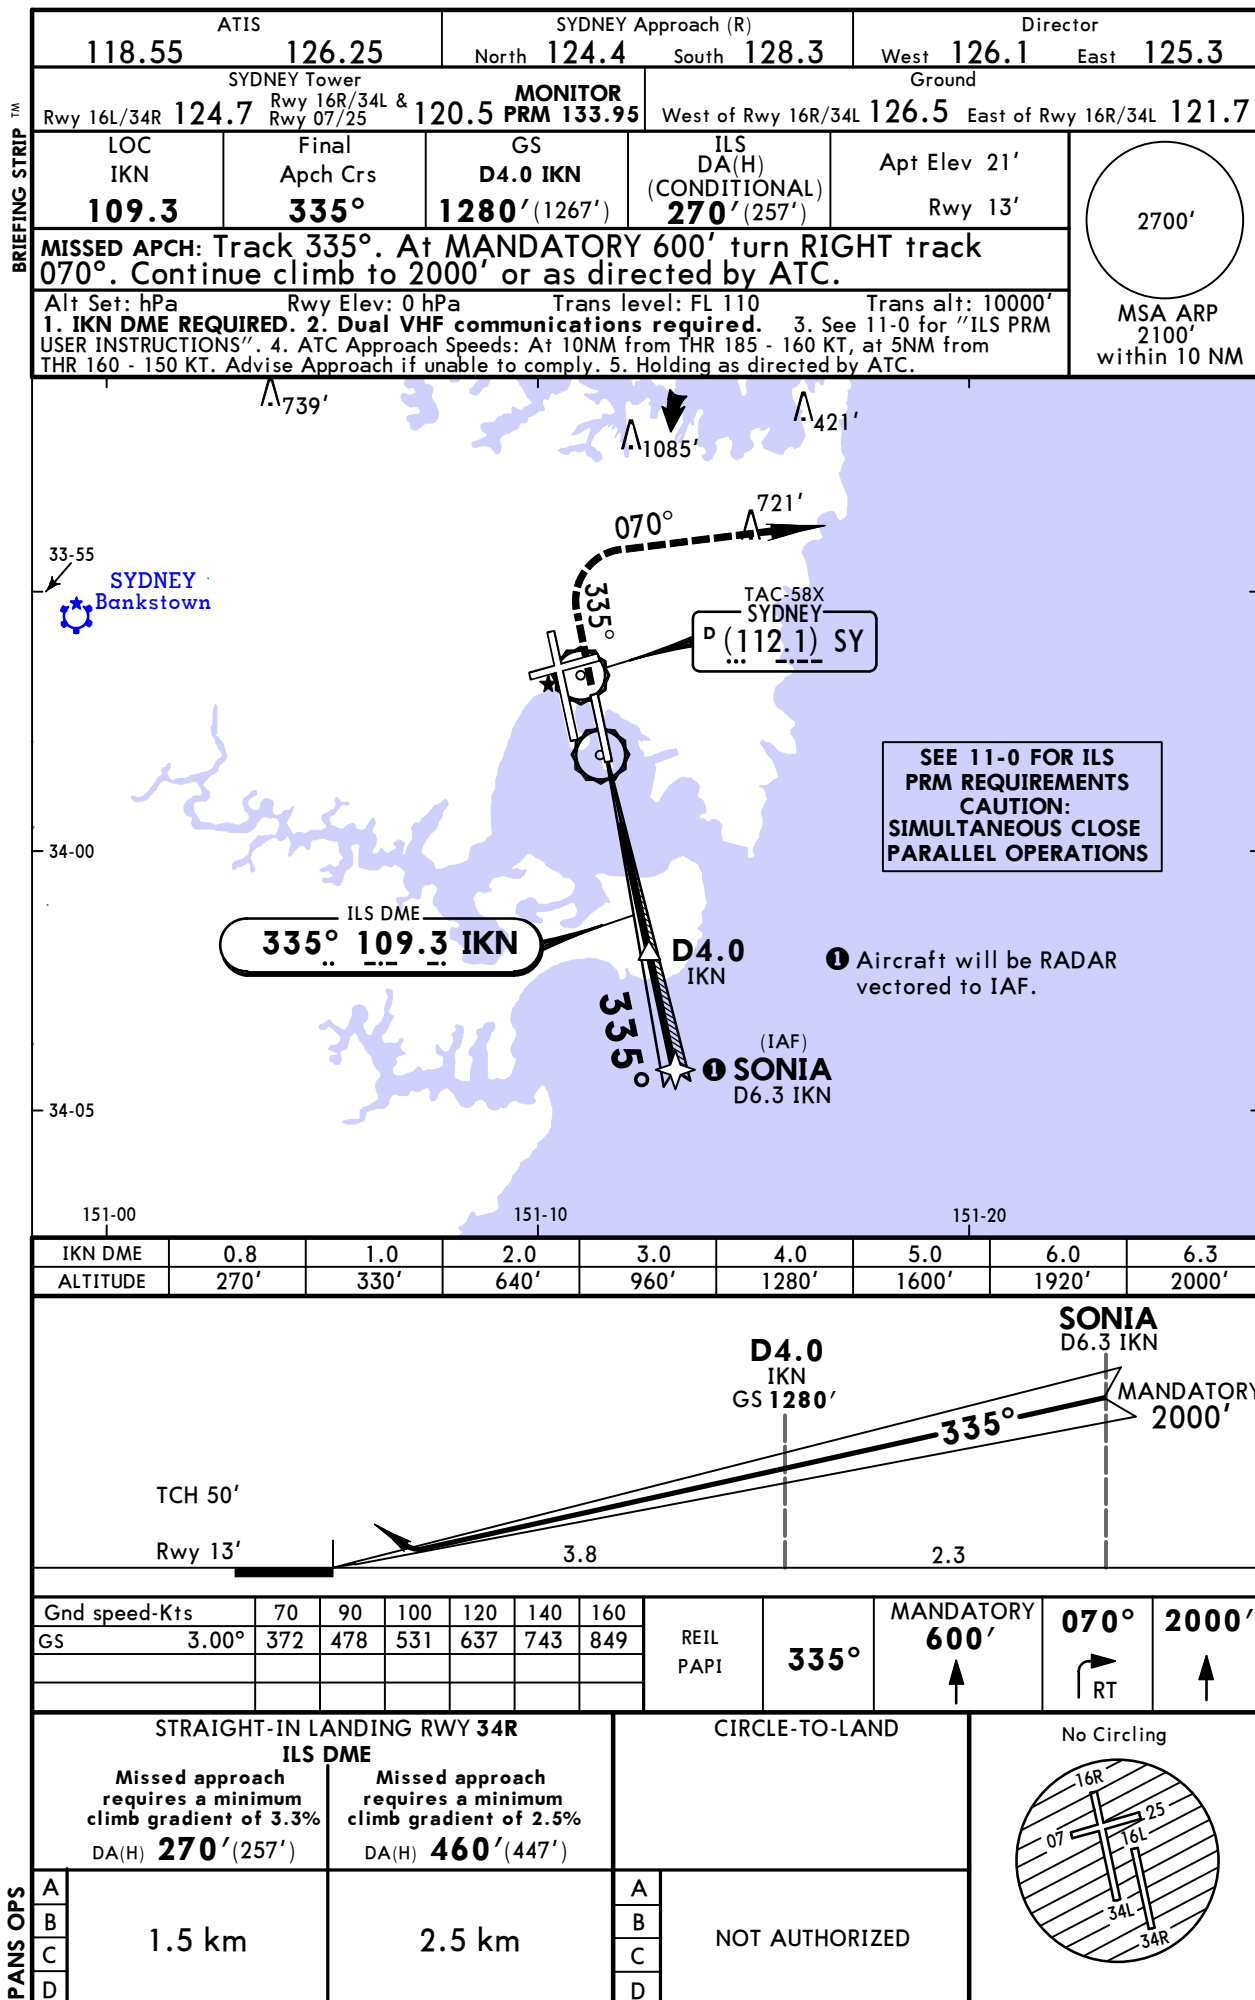 BRIEFING STRIP TM
ATIS
118.55 126.25
SYDNEY Approach (R)
North 124.4 South 128.3
Director
West 126.1 East 125.3
SYDNEY Tower
Rwy 16L/34R 124.7 Rwy 16R/34L & Rwy 07/25 120.5 MONITOR PRM 133.95
Ground
West of Rwy 16R/34L 126.5 East of Rwy 16R/34L 121.7
LOC
IKN
109.3
Final
Apch Crs
335°
GS
D4.0 IKN
1280' (1267')
ILS
DA(H)
(CONDITIONAL)
270' (257')
Apt Elev 21'
Rwy 13'
2700'
MSA ARP
2100'
within 10 NM
MISSED APCH: Track 335°. At MANDATORY 600' turn RIGHT track
070°. Continue climb to 2000' or as directed by ATC.
Alt Set: hPa Rwy Elev: 0 hPa Trans level: FL 110 Trans alt: 10000'
1. IKN DME REQUIRED. 2. Dual VHF communications required. 3. See 11-0 for "ILS PRM
USER INSTRUCTIONS". 4. ATC Approach Speeds: At 10NM from THR 185 - 160 KT, at 5NM from
THR 160 - 150 KT. Advise Approach if unable to comply. 5. Holding as directed by ATC.
739'
421'
1085'
721'
070°
33-55
SYDNEY
Bankstown
335°
TAC-58X
SYDNEY
D (112.1) SY
SEE 11-0 FOR ILS
PRM REQUIREMENTS
CAUTION:
SIMULTANEOUS CLOSE
PARALLEL OPERATIONS
34-00
ILS DME
335° 109.3 IKN
D4.0
IKN
1 Aircraft will be RADAR
vectored to IAF.
335°
(IAF)
1 SONIA
D6.3 IKN
34-05
151-00 151-10 151-20
IKN DME 0.8 1.0 2.0 3.0 4.0 5.0 6.0 6.3
ALTITUDE 270' 330' 640' 960' 1280' 1600' 1920' 2000'
SONIA
D6.3 IKN
D4.0
IKN
GS 1280'
MANDATORY
2000'
335°
TCH 50'
Rwy 13'
3.8 2.3
Gnd speed-Kts 70 90 100 120 140 160
GS 3.00° 372 478 531 637 743 849
REIL
PAPI
335°
MANDATORY
600'
070°
RT
2000'
PANS OPS
STRAIGHT-IN LANDING RWY 34R
ILS DME
Missed approach
requires a minimum
climb gradient of 3.3%
DA(H) 270' (257')
Missed approach
requires a minimum
climb gradient of 2.5%
DA(H) 460' (447')
CIRCLE-TO-LAND
No Circling
16R
25
07
16L
34L
34R
A
B
C
D
1.5 km
2.5 km
A
B
C
D
NOT AUTHORIZED